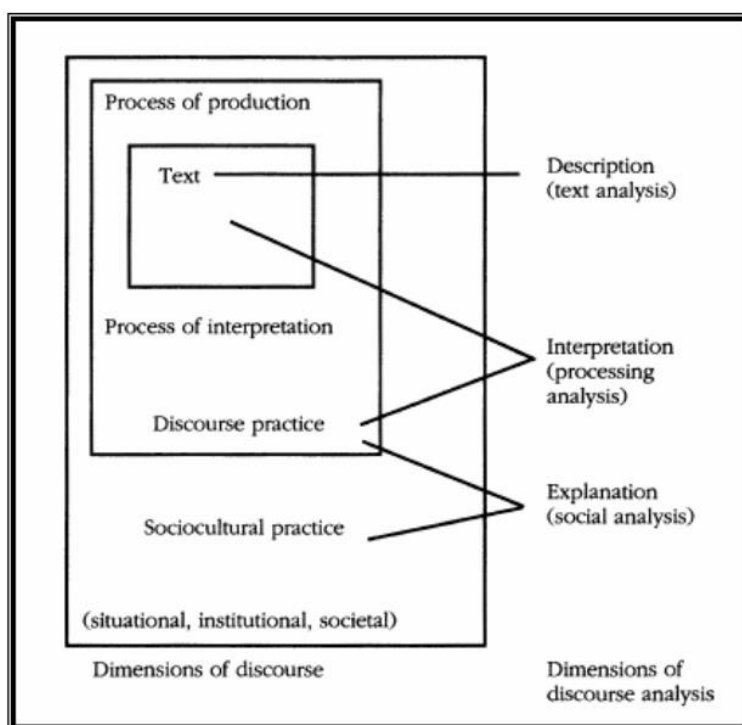 Process of production
Text
Description
(text analysis)
Process of interpretation
Interpretation
(processing
analysis)
Discourse practice
Explanation
(social analysis)
Sociocultural practice
(situational, institutional, societal)
Dimensions of discourse
Dimensions of
discourse analysis